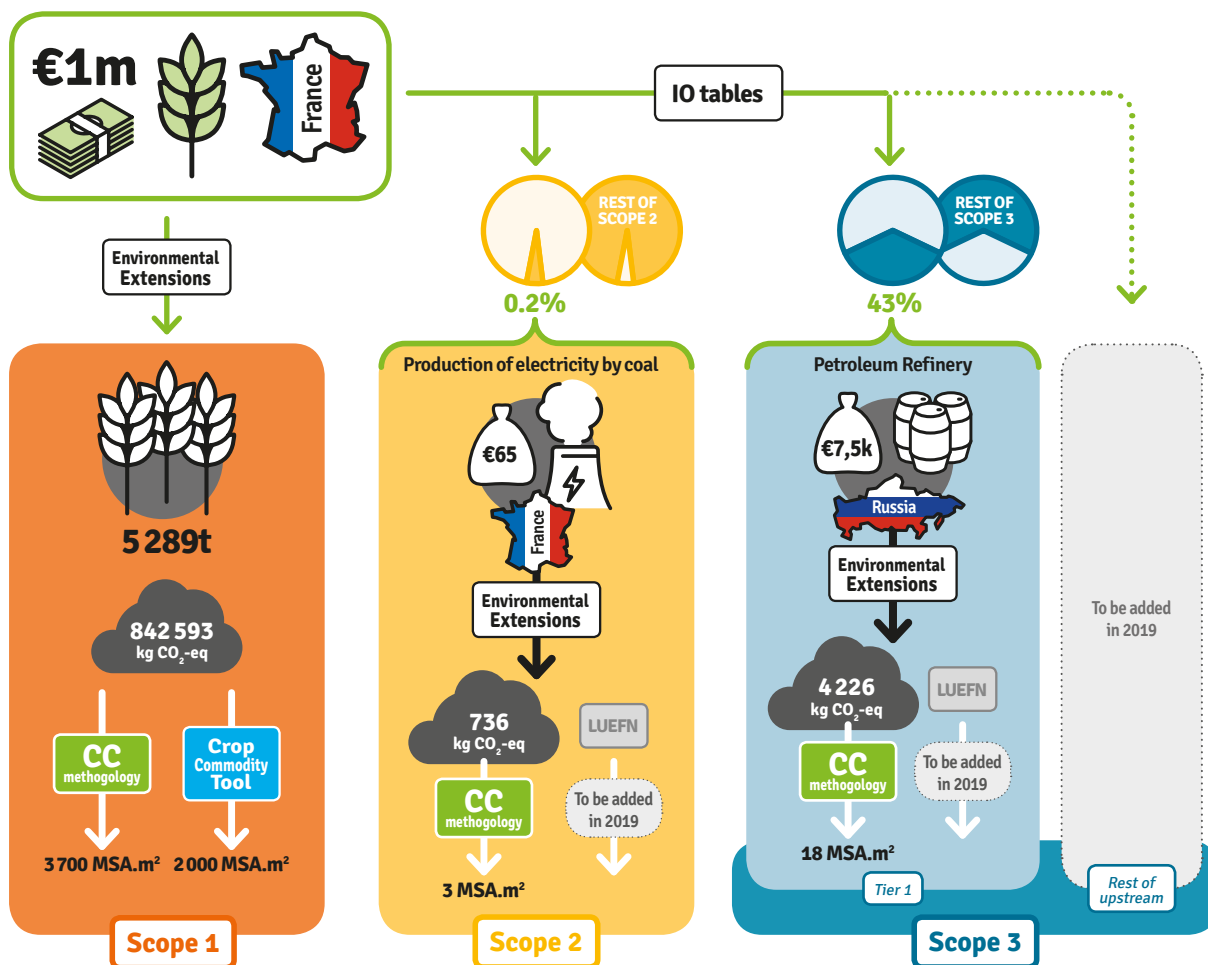 €1m
France
IO tables
Environmental
Extensions
REST OF
SCOPE 2
REST OF
SCOPE 3
0.2%
43%
5 289t
842 593
kg CO₂-eq
CC
methogology
Crop
Commodity
Tool
3 700 MSA.m²
2 000 MSA.m²
Scope 1
Production of electricity by coal
€65
France
Environmental
Extensions
736
kg CO₂-eq
LUEFN
CC
methogology
To be added
in 2019
3 MSA.m²
Scope 2
Petroleum Refinery
€7,5k
Russia
Environmental
Extensions
4 226
kg CO₂-eq
LUEFN
CC
methogology
To be added
in 2019
18 MSA.m²
Tier 1
To be added
in 2019
Rest of
upstream
Scope 3